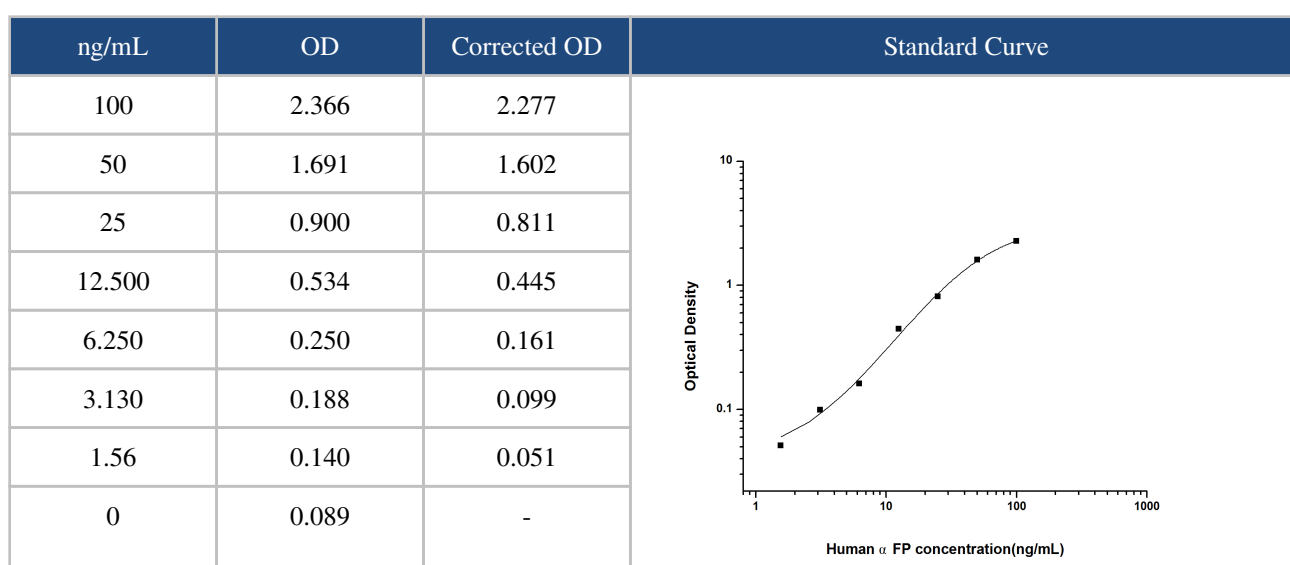 ng/mL OD Corrected OD Standard Curve
100 2.366 2.277
50 1.691 1.602
25 0.900 0.811
12.500 0.534 0.445
6.250 0.250 0.161
3.130 0.188 0.099
1.56 0.140 0.051
0 0.089 -
10
1
0.1
Optical Density
1 10 100 1000
Human α FP concentration(ng/mL)